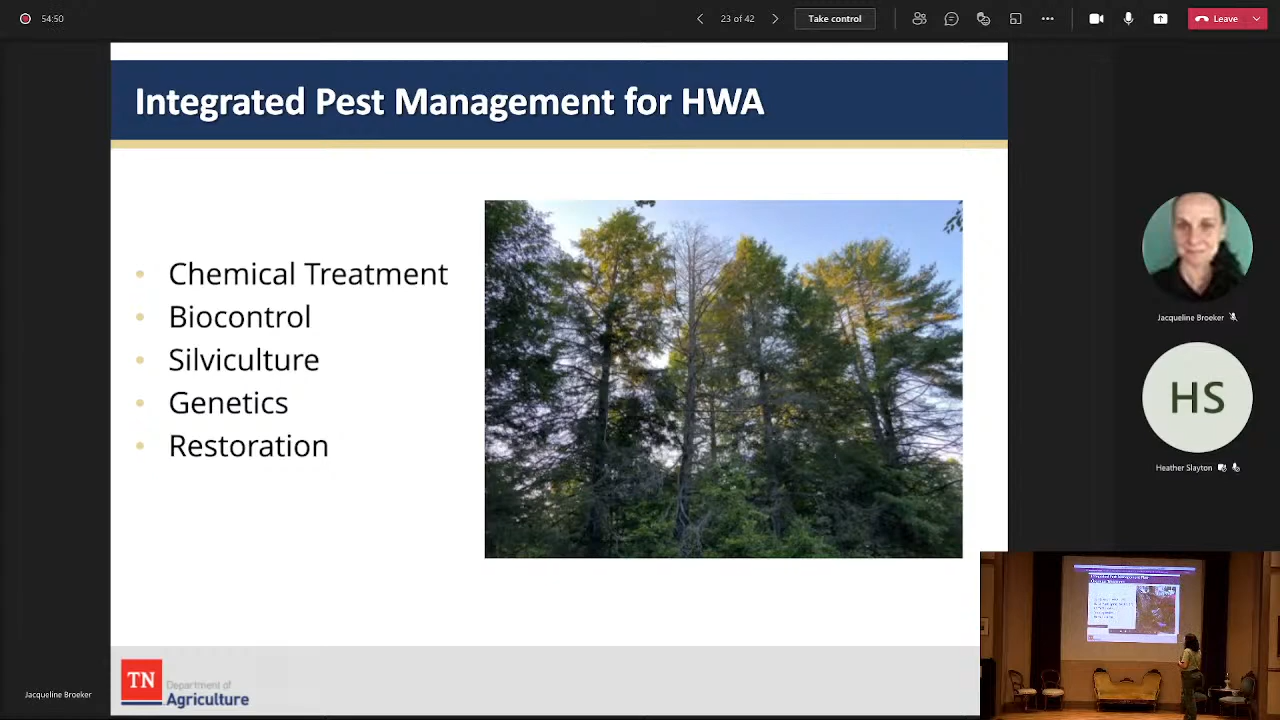 54:50
23 of 42
Take control
Leave
Integrated Pest Management for HWA
• Chemical Treatment
• Biocontrol
• Silviculture
• Genetics
• Restoration
Jacqueline Broeker
HS
Heather Slayton
TN
Department of
Agriculture
Jacqueline Broeker